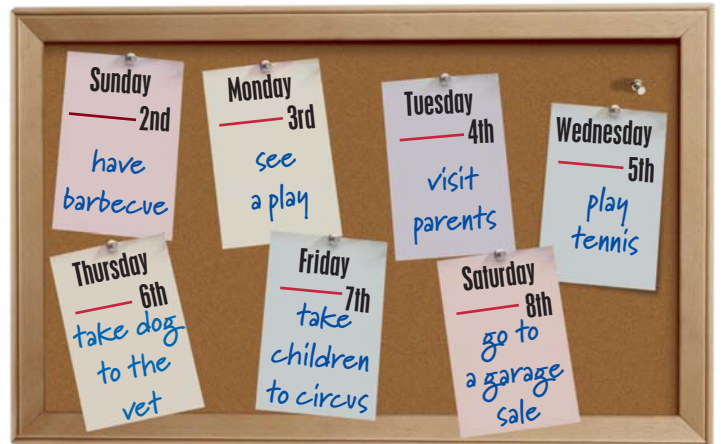 Sunday
2nd
have
barbecue
Monday
3rd
see
a play
Tuesday
4th
visit
parents
Wednesday
5th
play
tennis
Thursday
6th
take dog
to the
vet
Friday
7th
take
children
to circus
Saturday
8th
go to
a garage
sale